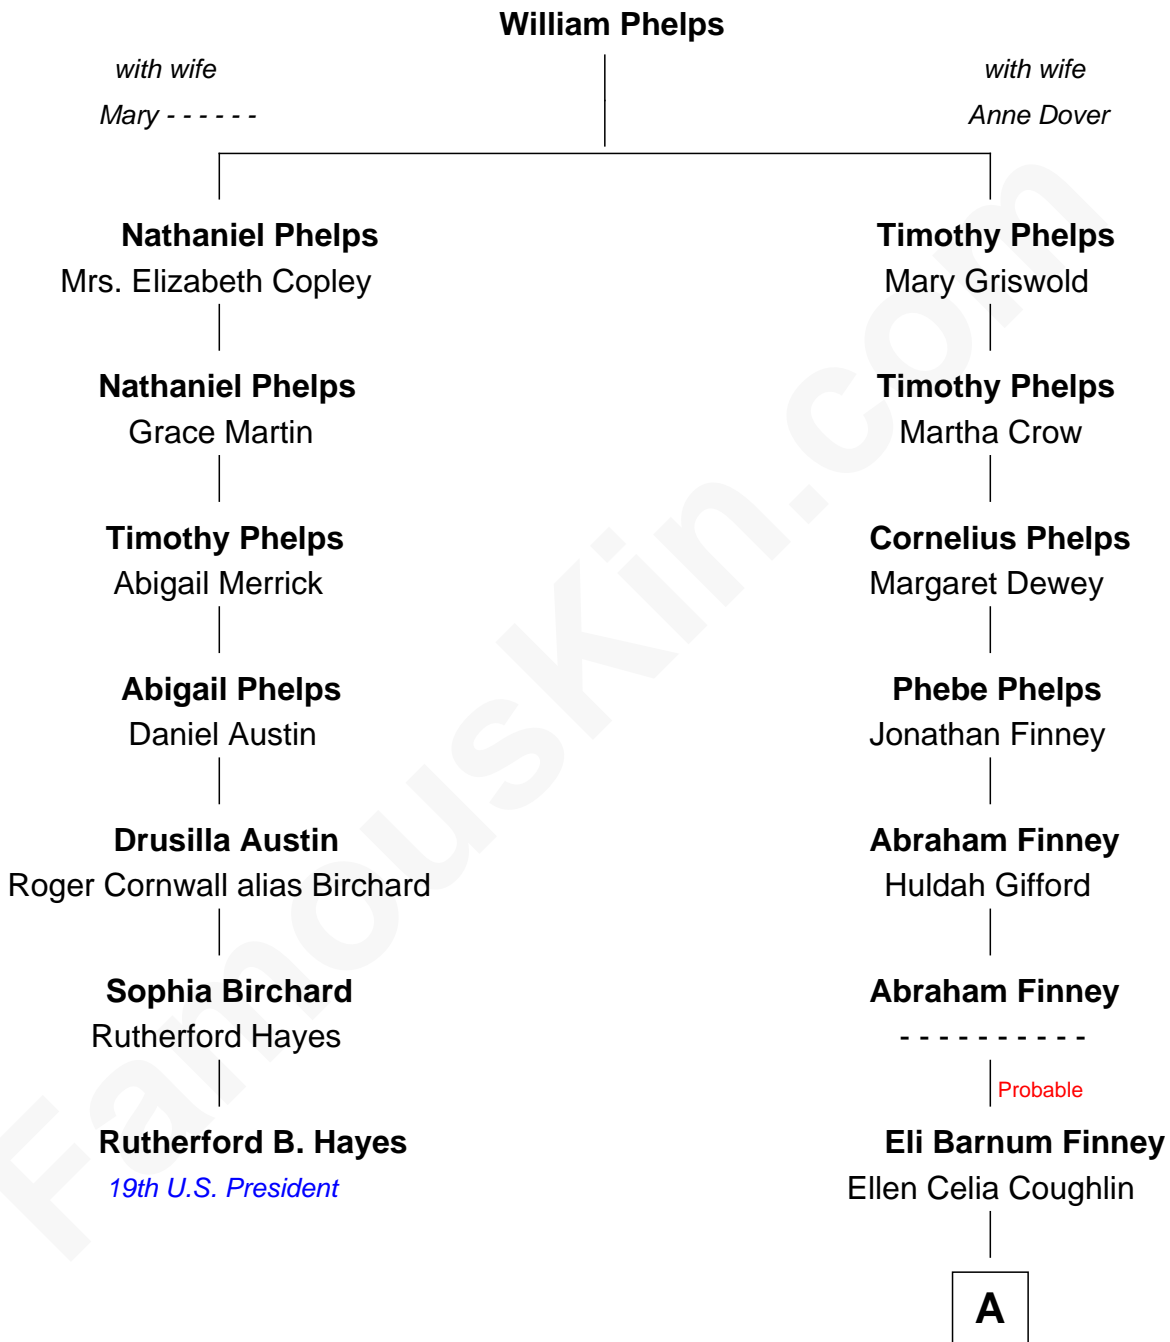 William Phelps
with wife
Mary - - - - - -
with wife
Anne Dover
Nathaniel Phelps
Mrs. Elizabeth Copley
Timothy Phelps
Mary Griswold
Nathaniel Phelps
Grace Martin
Timothy Phelps
Martha Crow
Timothy Phelps
Abigail Merrick
Cornelius Phelps
Margaret Dewey
Abigail Phelps
Daniel Austin
Phebe Phelps
Jonathan Finney
Drusilla Austin
Roger Cornwall alias Birchard
Abraham Finney
Huldah Gifford
Sophia Birchard
Rutherford Hayes
Abraham Finney
- - - - - - - - - -
Probable
Rutherford B. Hayes
19th U.S. President
Eli Barnum Finney
Ellen Celia Coughlin
A
FamousKin.com